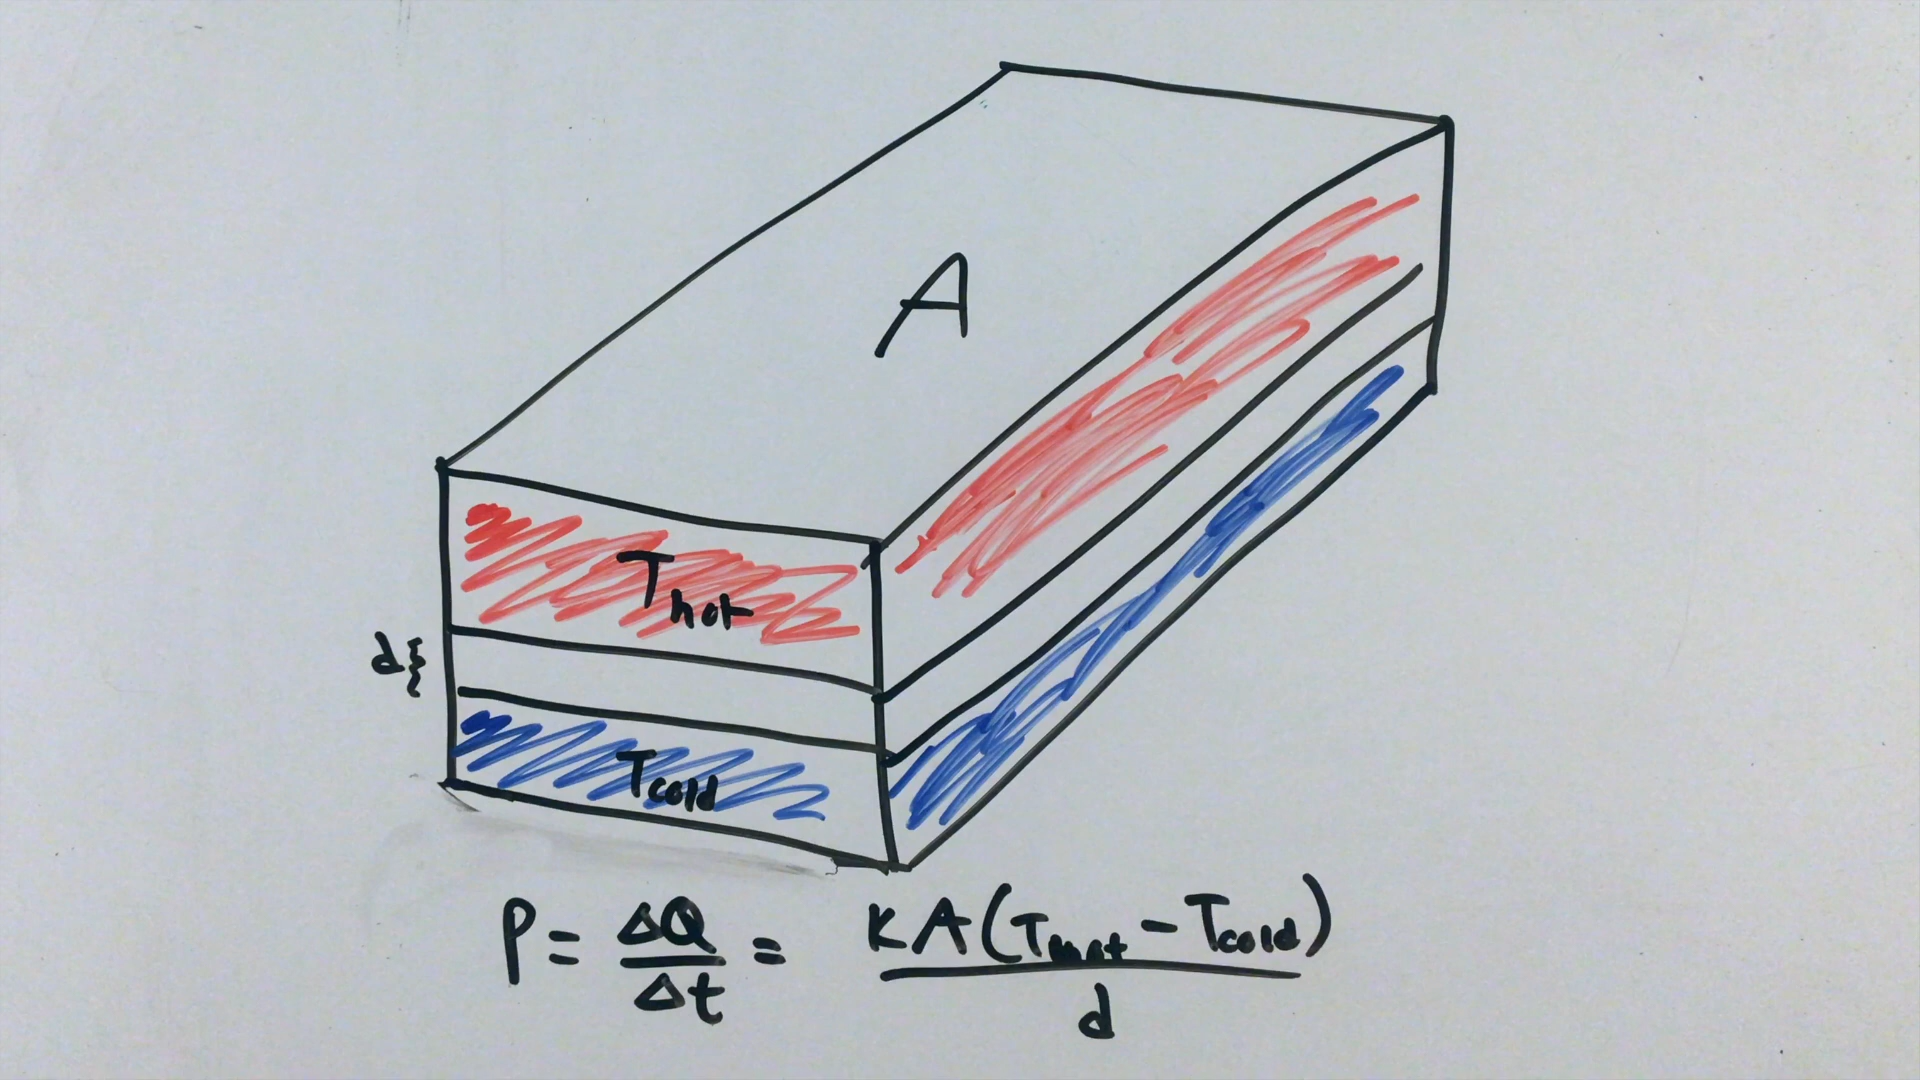 A
Thot
d
Tcold
P = ΔQ/Δt = KA(Thot - Tcold)/d